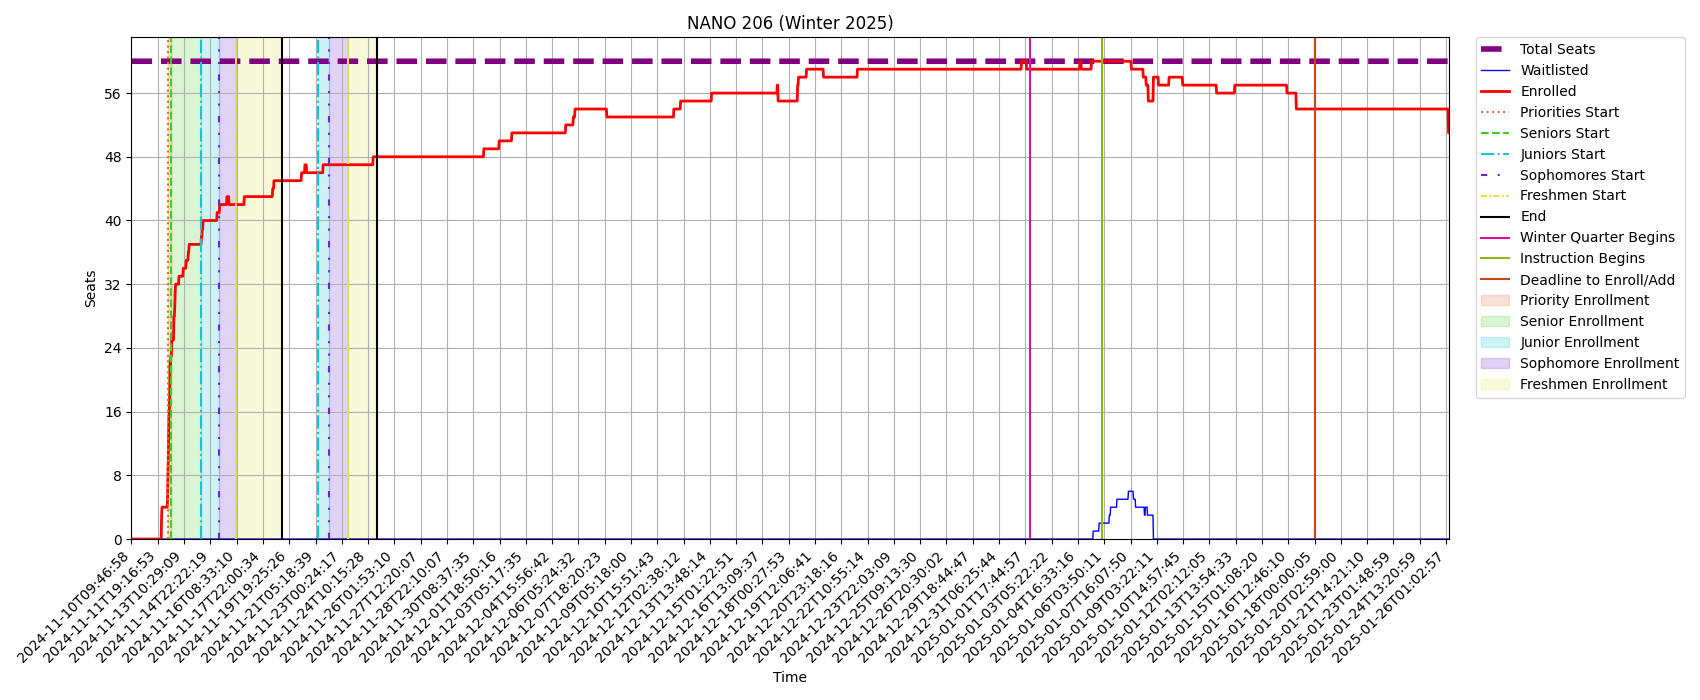 NANO 206 (Winter 2025)
Total Seats
Waitlisted
Enrolled
Priorities Start
Seniors Start
Juniors Start
Sophomores Start
Freshmen Start
End
Winter Quarter Begins
Instruction Begins
Deadline to Enroll/Add
Priority Enrollment
Senior Enrollment
Junior Enrollment
Sophomore Enrollment
Freshmen Enrollment
Seats
56
48
40
32
24
16
8
0
2024-11-10T09:46:58
2024-11-11T19:16:53
2024-11-13T10:29:09
2024-11-14T22:22:19
2024-11-16T08:33:10
2024-11-17T22:00:34
2024-11-19T19:25:26
2024-11-21T05:18:39
2024-11-23T00:24:17
2024-11-24T10:15:28
2024-11-26T01:53:10
2024-11-27T12:20:07
2024-11-28T22:10:07
2024-11-30T08:37:35
2024-12-01T18:50:16
2024-12-03T05:17:35
2024-12-04T15:56:42
2024-12-06T05:24:32
2024-12-07T18:20:23
2024-12-09T05:18:00
2024-12-10T15:51:43
2024-12-12T02:38:12
2024-12-13T13:48:14
2024-12-15T01:22:51
2024-12-16T13:09:37
2024-12-18T00:27:53
2024-12-19T12:06:41
2024-12-20T23:18:16
2024-12-22T10:55:14
2024-12-23T22:03:09
2024-12-25T09:13:30
2024-12-26T20:30:02
2024-12-29T18:44:47
2024-12-31T06:25:44
2025-01-01T17:44:57
2025-01-03T05:22:22
2025-01-04T16:33:16
2025-01-06T03:50:11
2025-01-07T16:07:50
2025-01-09T03:22:11
2025-01-10T14:57:45
2025-01-12T02:12:05
2025-01-13T13:54:33
2025-01-15T01:08:20
2025-01-16T12:46:10
2025-01-18T00:00:05
2025-01-20T02:59:00
2025-01-21T14:21:10
2025-01-23T01:48:59
2025-01-24T13:20:59
2025-01-26T01:02:57
Time